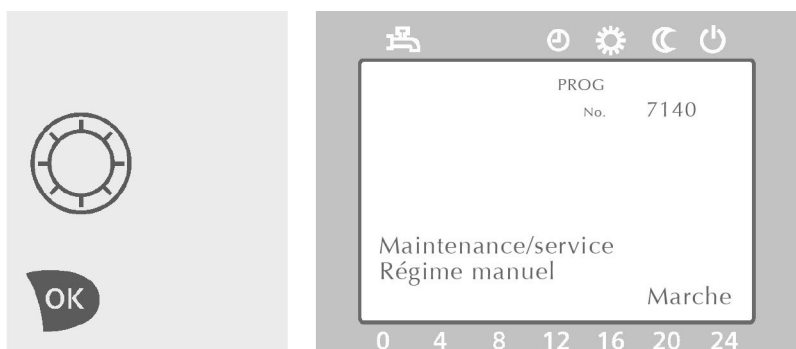 OK
PROG
No. 7140
Maintenance/service
Régime manuel
Marche
0 4 8 12 16 20 24